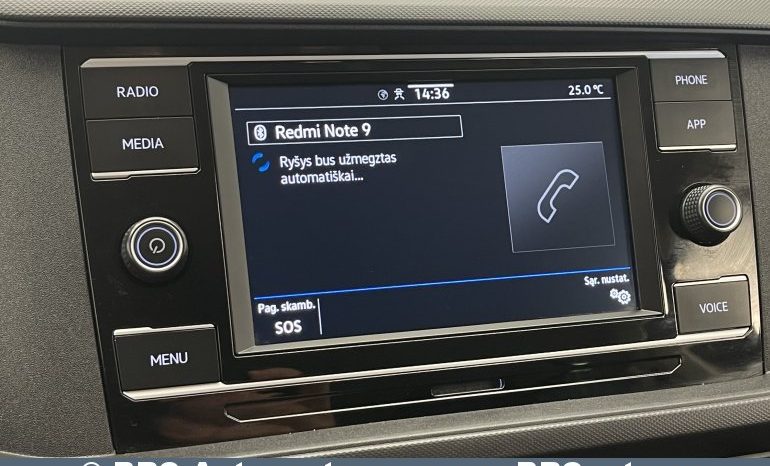 RADIO
MEDIA
MENU
14:36
25.0 °C
Redmi Note 9
Ryšys bus užmegztas
automatiškai...
Pag. skamb.
SOS
Sąr. nustat.
PHONE
APP
VOICE